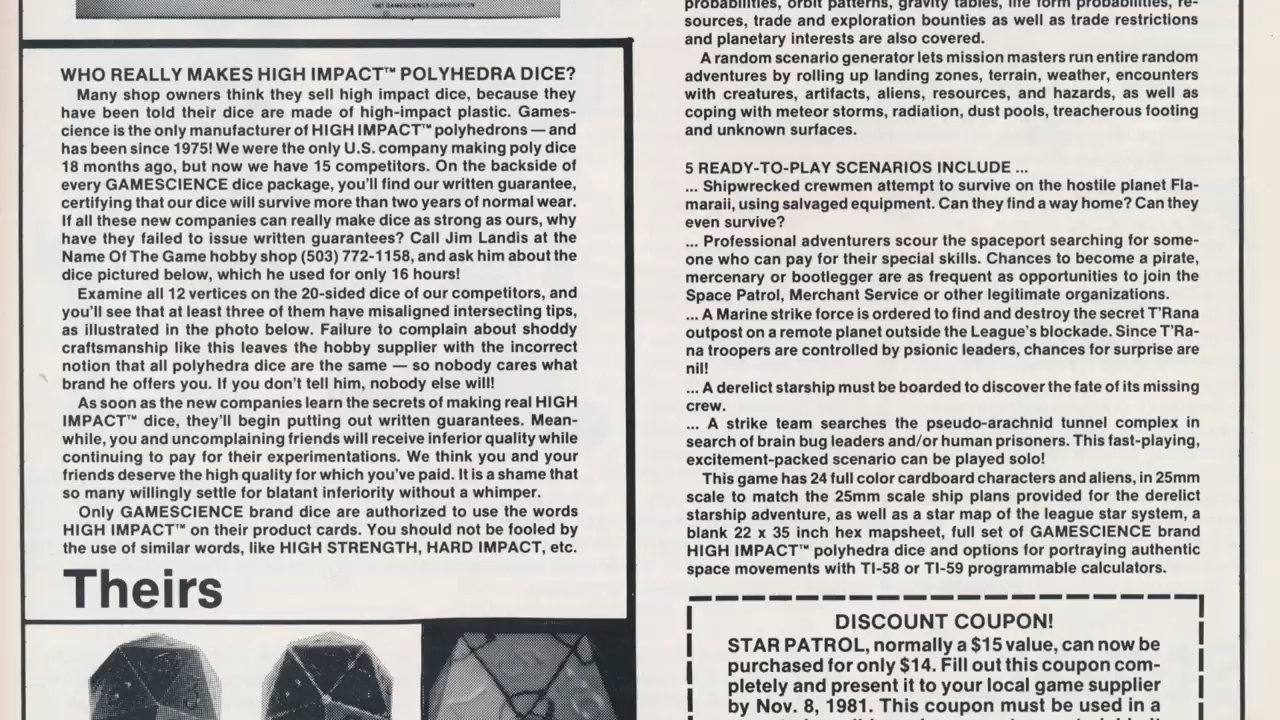 1981 GAMESCIENCE CORPORATION
WHO REALLY MAKES HIGH IMPACT™ POLYHEDRA DICE?
Many shop owners think they sell high impact dice, because they
have been told their dice are made of high-impact plastic. Games-
cience is the only manufacturer of HIGH IMPACT™ polyhedrons — and
has been since 1975! We were the only U.S. company making poly dice
18 months ago, but now we have 15 competitors. On the backside of
every GAMESCIENCE dice package, you'll find our written guarantee,
certifying that our dice will survive more than two years of normal wear.
If all these new companies can really make dice as strong as ours, why
have they failed to issue written guarantees? Call Jim Landis at the
Name Of The Game hobby shop (503) 772-1158, and ask him about the
dice pictured below, which he used for only 16 hours!
Examine all 12 vertices on the 20-sided dice of our competitors, and
you'll see that at least three of them have misaligned intersecting tips,
as illustrated in the photo below. Failure to complain about shoddy
craftsmanship like this leaves the hobby supplier with the incorrect
notion that all polyhedra dice are the same — so nobody cares what
brand he offers you. If you don't tell him, nobody else will!
As soon as the new companies learn the secrets of making real HIGH
IMPACT™ dice, they'll begin putting out written guarantees. Mean-
while, you and uncomplaining friends will receive inferior quality while
continuing to pay for their experimentations. We think you and your
friends deserve the high quality for which you've paid. It is a shame that
so many willingly settle for blatant inferiority without a whimper.
Only GAMESCIENCE brand dice are authorized to use the words
HIGH IMPACT™ on their product cards. You should not be fooled by
the use of similar words, like HIGH STRENGTH, HARD IMPACT, etc.
Theirs
probabilities, orbit patterns, gravity tables, life form probabilities, re-
sources, trade and exploration bounties as well as trade restrictions
and planetary interests are also covered.
A random scenario generator lets mission masters run entire random
adventures by rolling up landing zones, terrain, weather, encounters
with creatures, artifacts, aliens, resources, and hazards, as well as
coping with meteor storms, radiation, dust pools, treacherous footing
and unknown surfaces.
5 READY-TO-PLAY SCENARIOS INCLUDE ...
... Shipwrecked crewmen attempt to survive on the hostile planet Fla-
maraii, using salvaged equipment. Can they find a way home? Can they
even survive?
... Professional adventurers scour the spaceport searching for some-
one who can pay for their special skills. Chances to become a pirate,
mercenary or bootlegger are as frequent as opportunities to join the
Space Patrol, Merchant Service or other legitimate organizations.
... A Marine strike force is ordered to find and destroy the secret T'Rana
outpost on a remote planet outside the League's blockade. Since T'Ra-
na troopers are controlled by psionic leaders, chances for surprise are
nil!
... A derelict starship must be boarded to discover the fate of its missing
crew.
... A strike team searches the pseudo-arachnid tunnel complex in
search of brain bug leaders and/or human prisoners. This fast-playing,
excitement-packed scenario can be played solo!
This game has 24 full color cardboard characters and aliens, in 25mm
scale to match the 25mm scale ship plans provided for the derelict
starship adventure, as well as a star map of the league star system, a
blank 22 x 35 inch hex mapsheet, full set of GAMESCIENCE brand
HIGH IMPACT™ polyhedra dice and options for portraying authentic
space movements with TI-58 or TI-59 programmable calculators.
DISCOUNT COUPON!
STAR PATROL, normally a $15 value, can now be
purchased for only $14. Fill out this coupon com-
pletely and present it to your local game supplier
by Nov. 8, 1981. This coupon must be used in a